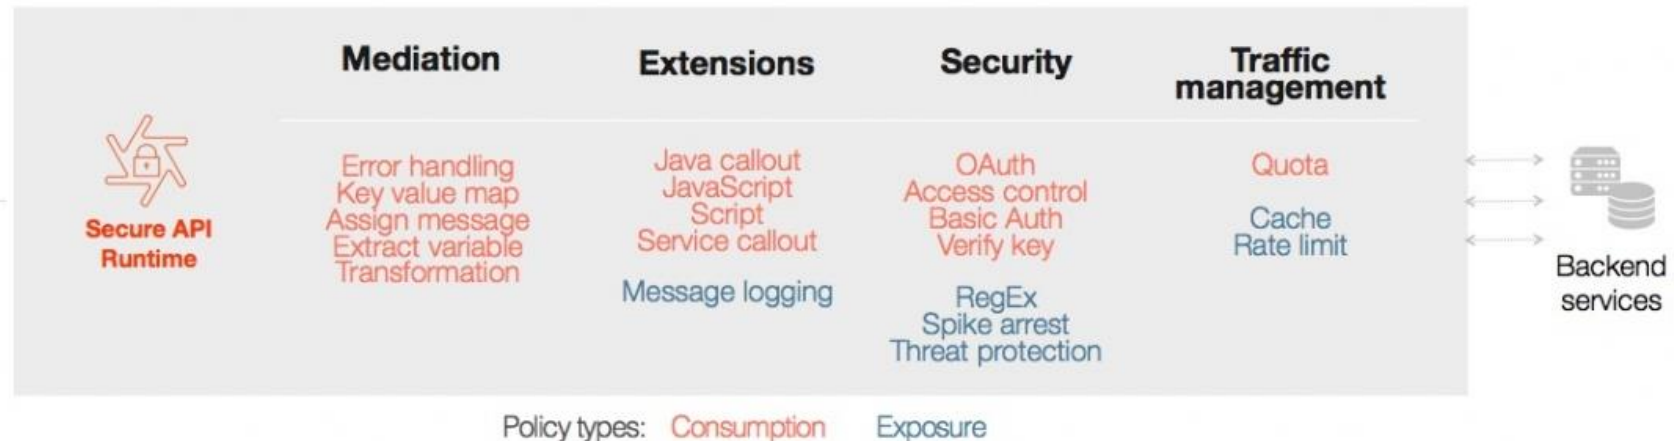 Mediation
Extensions
Security
Traffic
management
Secure API
Runtime
Error handling
Key value map
Assign message
Extract variable
Transformation
Java callout
JavaScript
Script
Service callout
Message logging
OAuth
Access control
Basic Auth
Verify key
RegEx
Spike arrest
Threat protection
Quota
Cache
Rate limit
Backend
services
Policy types: Consumption Exposure